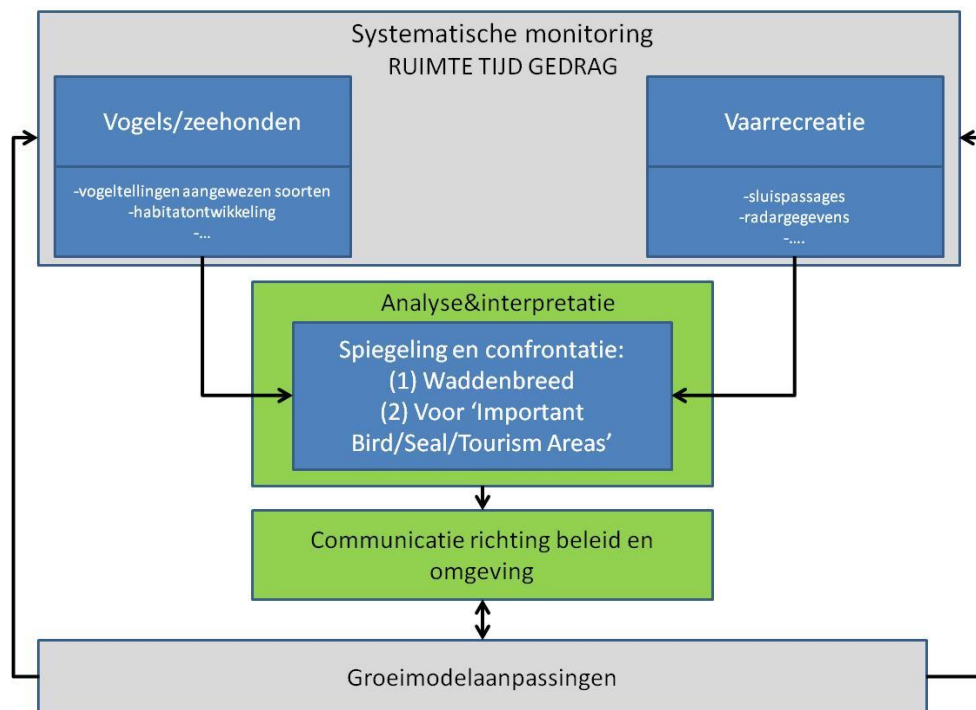 Systematische monitoring
RUIMTE TIJD GEDRAG
Vogels/zeehonden
-vogeltellingen aangewezen soorten
-habitatontwikkeling
-...
Vaarrecreatie
-sluispassages
-radargegevens
-....
Analyse&interpretatie
Spiegeling en confrontatie:
(1) Waddenbreed
(2) Voor ‘Important
Bird/Seal/Tourism Areas’
Communicatie richting beleid en
omgeving
Groeimodelaanpassingen